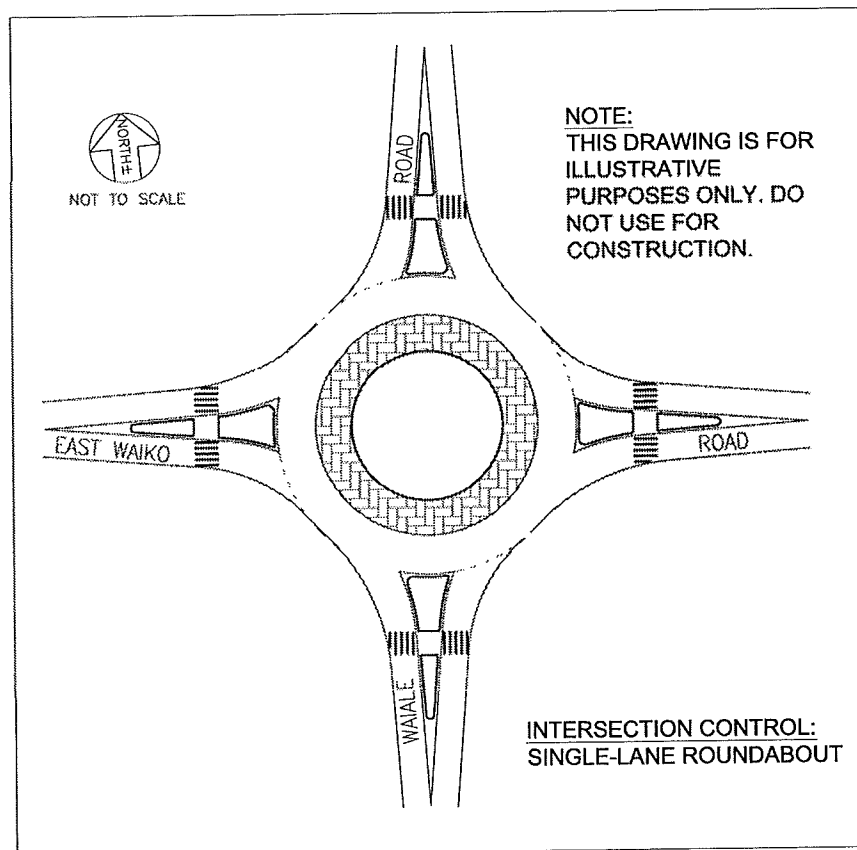 NORTH±
NOT TO SCALE
NOTE:
THIS DRAWING IS FOR
ILLUSTRATIVE
PURPOSES ONLY. DO
NOT USE FOR
CONSTRUCTION.
ROAD
EAST WAIKO
ROAD
WAIALE
INTERSECTION CONTROL:
SINGLE-LANE ROUNDABOUT